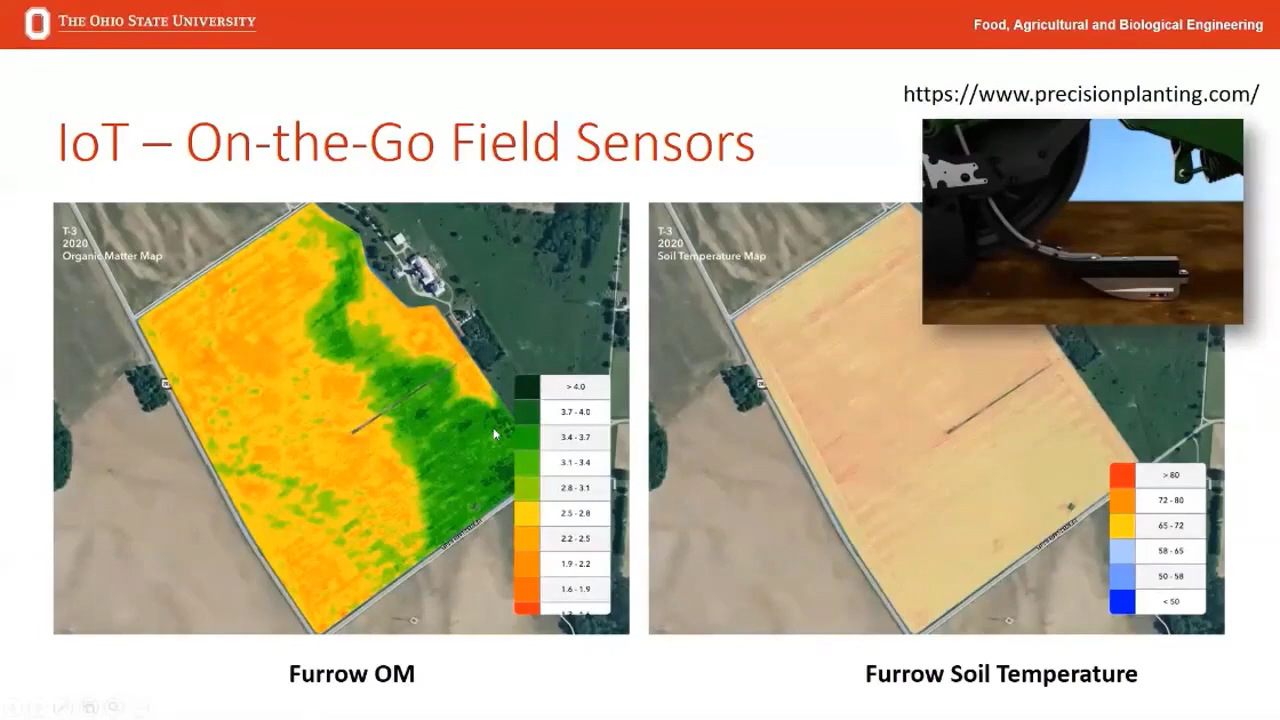 THE OHIO STATE UNIVERSITY
Food, Agricultural and Biological Engineering
https://www.precisionplanting.com/
IoT – On-the-Go Field Sensors
T-3
2020
Organic Matter Map
> 4.0
3.7 - 4.0
3.4 - 3.7
3.1 - 3.4
2.8 - 3.1
2.5 - 2.8
2.2 - 2.5
1.9 - 2.2
1.6 - 1.9
T-3
2020
Soil Temperature Map
> 80
72 - 80
65 - 72
58 - 65
50 - 58
< 50
Furrow OM
Furrow Soil Temperature